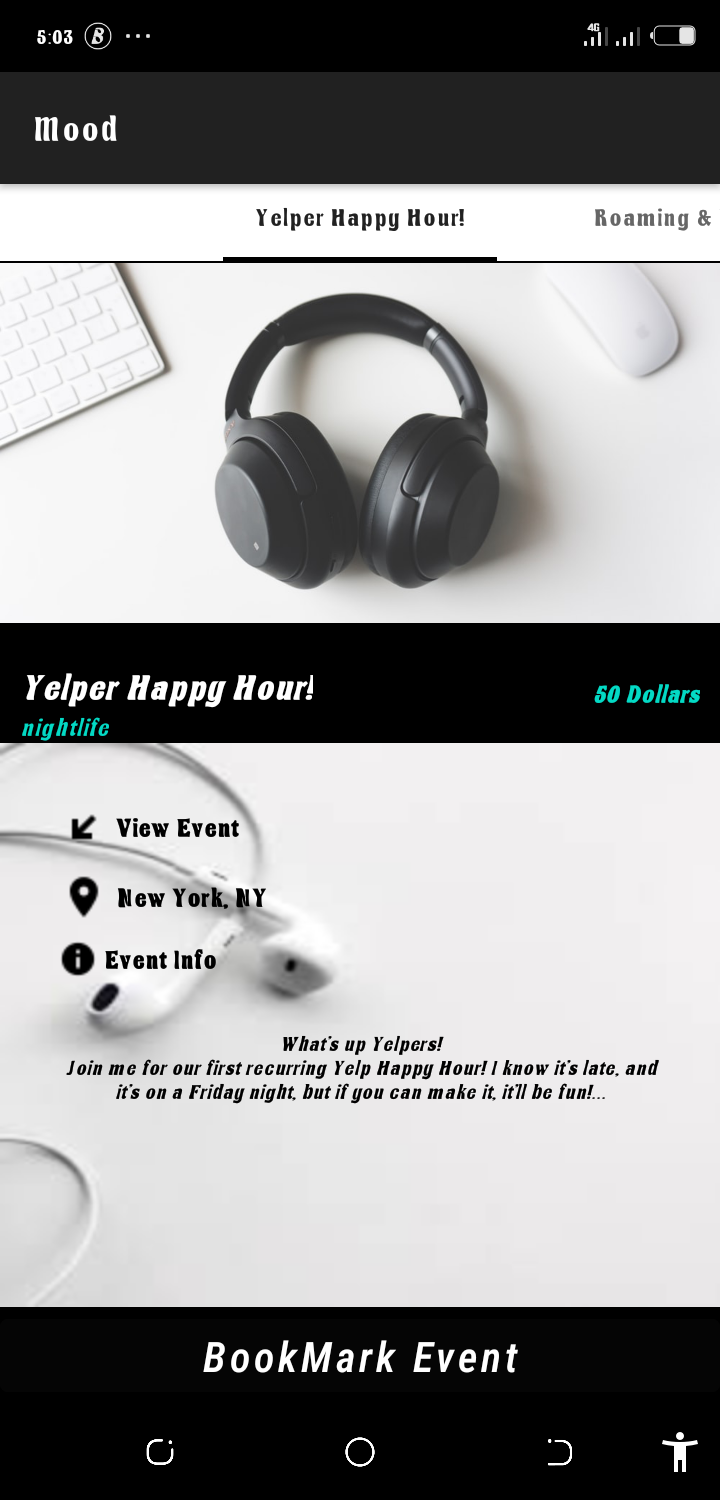 5:03
4G
Mood
Yelper Happy Hour!
Roaming &
Yelper Happy Hour!
50 Dollars
nightlife
View Event
New York, NY
Event Info
What's up Yelpers!
Join me for our first recurring Yelp Happy Hour! I know it's late, and
it's on a Friday night, but if you can make it, it'll be fun!...
BookMark Event